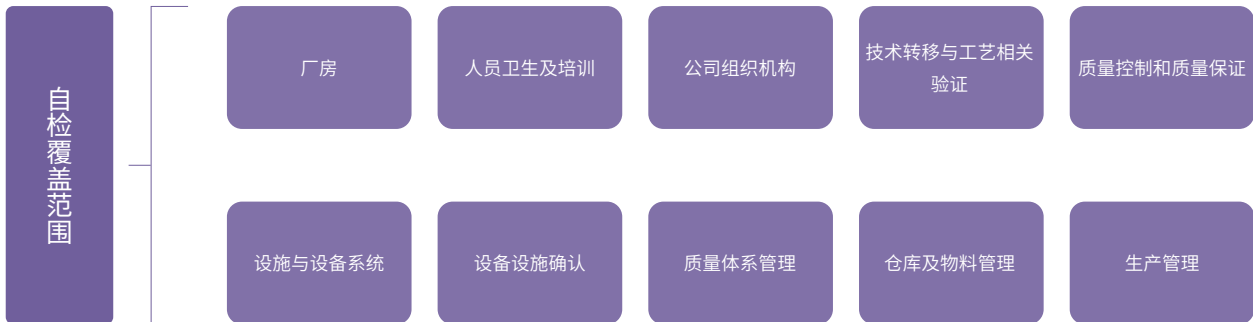 自检覆盖范围
厂房
人员卫生及培训
公司组织机构
技术转移与工艺相关
验证
质量控制和质量保证
设施与设备系统
设备设施确认
质量体系管理
仓库及物料管理
生产管理